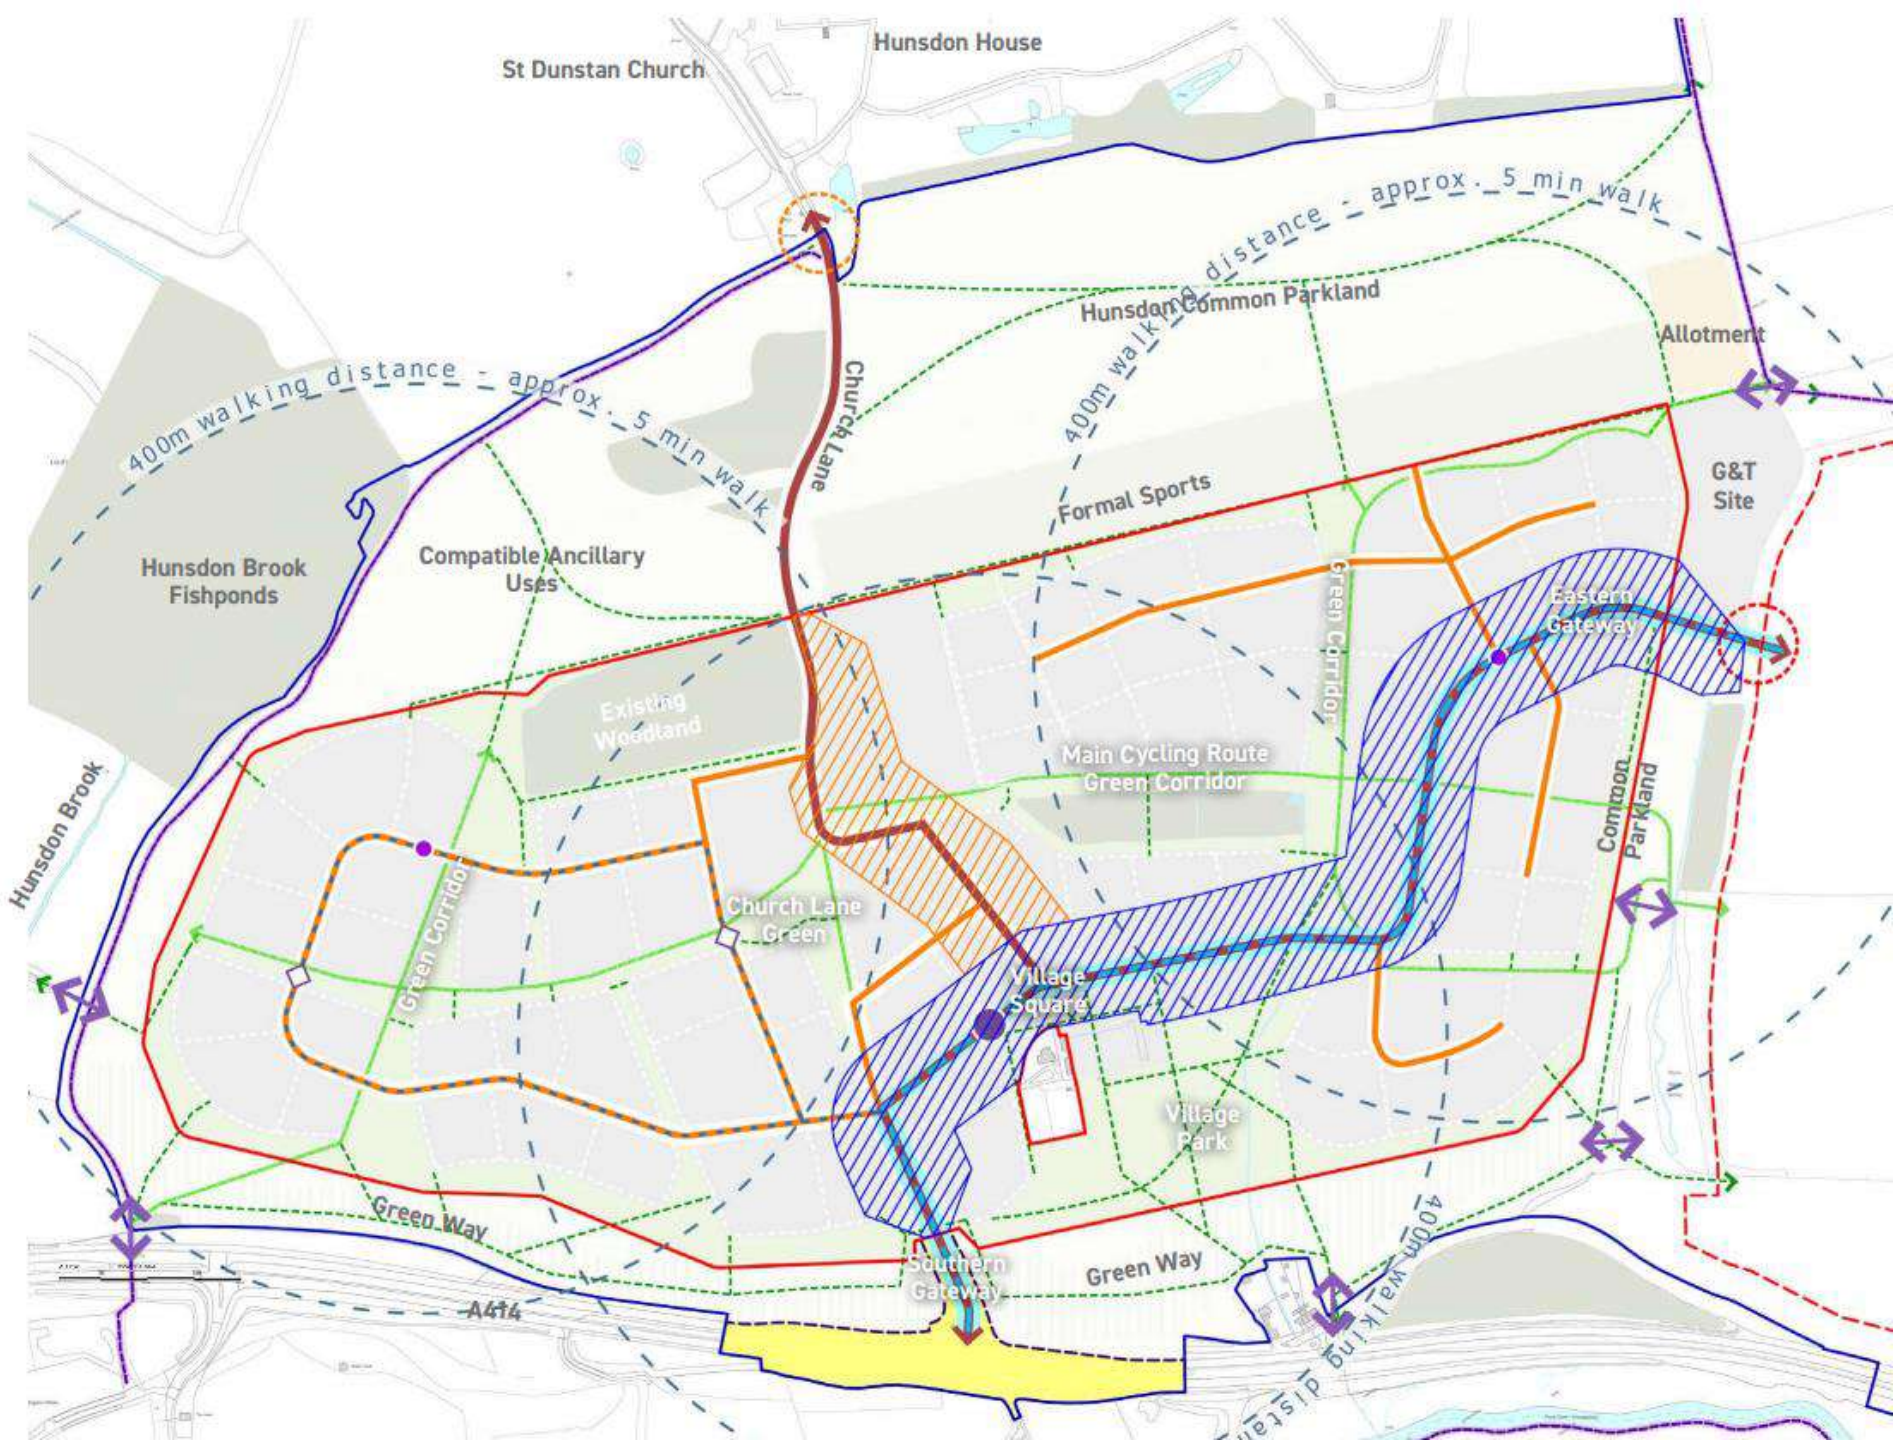 Hunsdon House
St Dunstan Church
400m walking distance - approx. 5 min walk
Hunsdon Common Parkland
Allotment
400m walking distance - approx. 5 min walk
Church Lane
G&T
Site
Formal Sports
Hunsdon Brook
Fishponds
Compatible Ancillary
Uses
Green Corridor
Eastern
Gateway
Existing
Woodland
Main Cycling Route
Green Corridor
Common
Parkland
Hunsdon Brook
Church Lane
Green
Green Corridor
Village
Square
Village
Park
Green Way
Southern
Gateway
Green Way
A414
400m walking distan